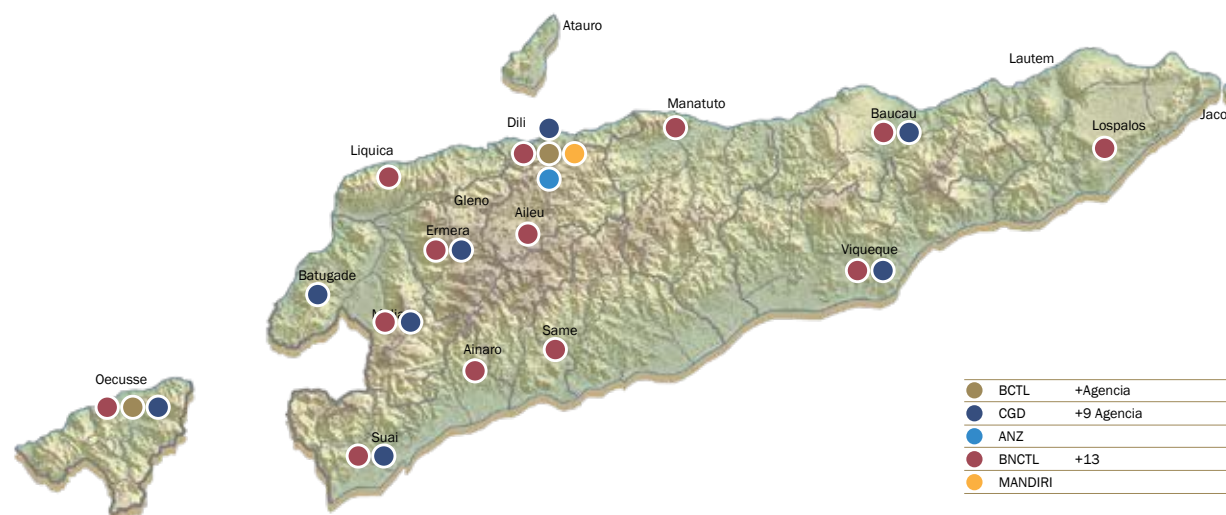 Atauro
Lautem
Manatuto
Baucau
Jaco
Dili
Lospalos
Liquica
Gleno
Aileu
Ermera
Viqueque
Batugade
Same
Ainaro
Oecusse
Suai
BCTL +Agencia
CGD +9 Agencia
ANZ
BNCTL +13
MANDIRI